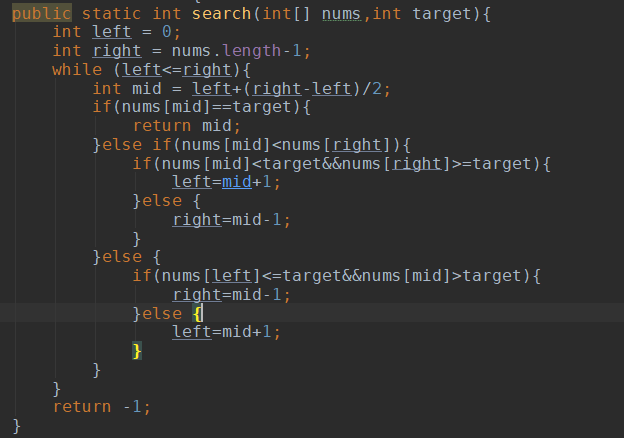 public static int search(int[] nums,int target){
int left = 0;
int right = nums.length-1;
while (left<=right){
int mid = left+(right-left)/2;
if(nums[mid]==target){
return mid;
}else if(nums[mid]<nums[right]){
if(nums[mid]<target&&nums[right]>=target){
left=mid+1;
}else {
right=mid-1;
}
}else {
if(nums[left]<=target&&nums[mid]>target){
right=mid-1;
}else {
left=mid+1;
}
}
}
return -1;
}